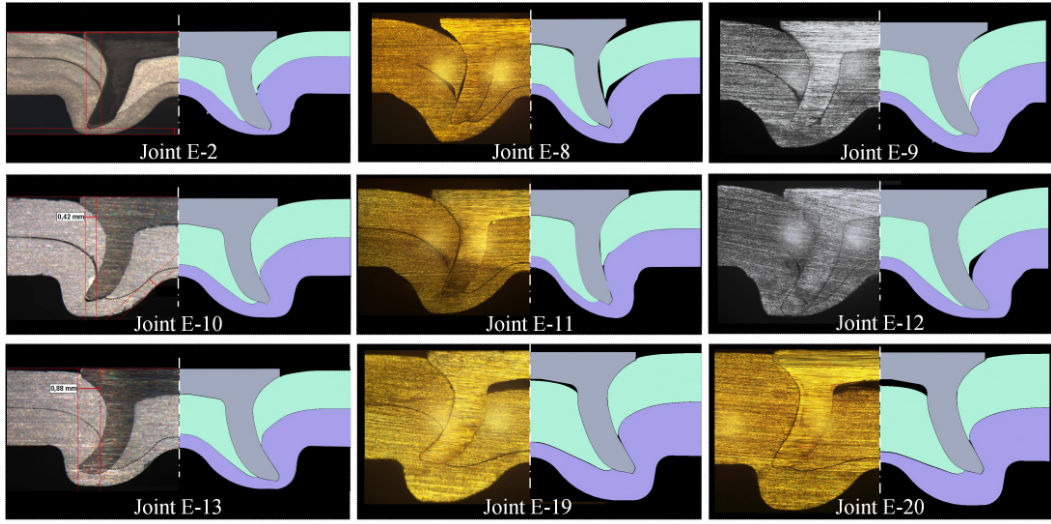 Joint E-2
Joint E-8
Joint E-9
0,42 mm
Joint E-10
Joint E-11
Joint E-12
0,88 mm
Joint E-13
Joint E-19
Joint E-20